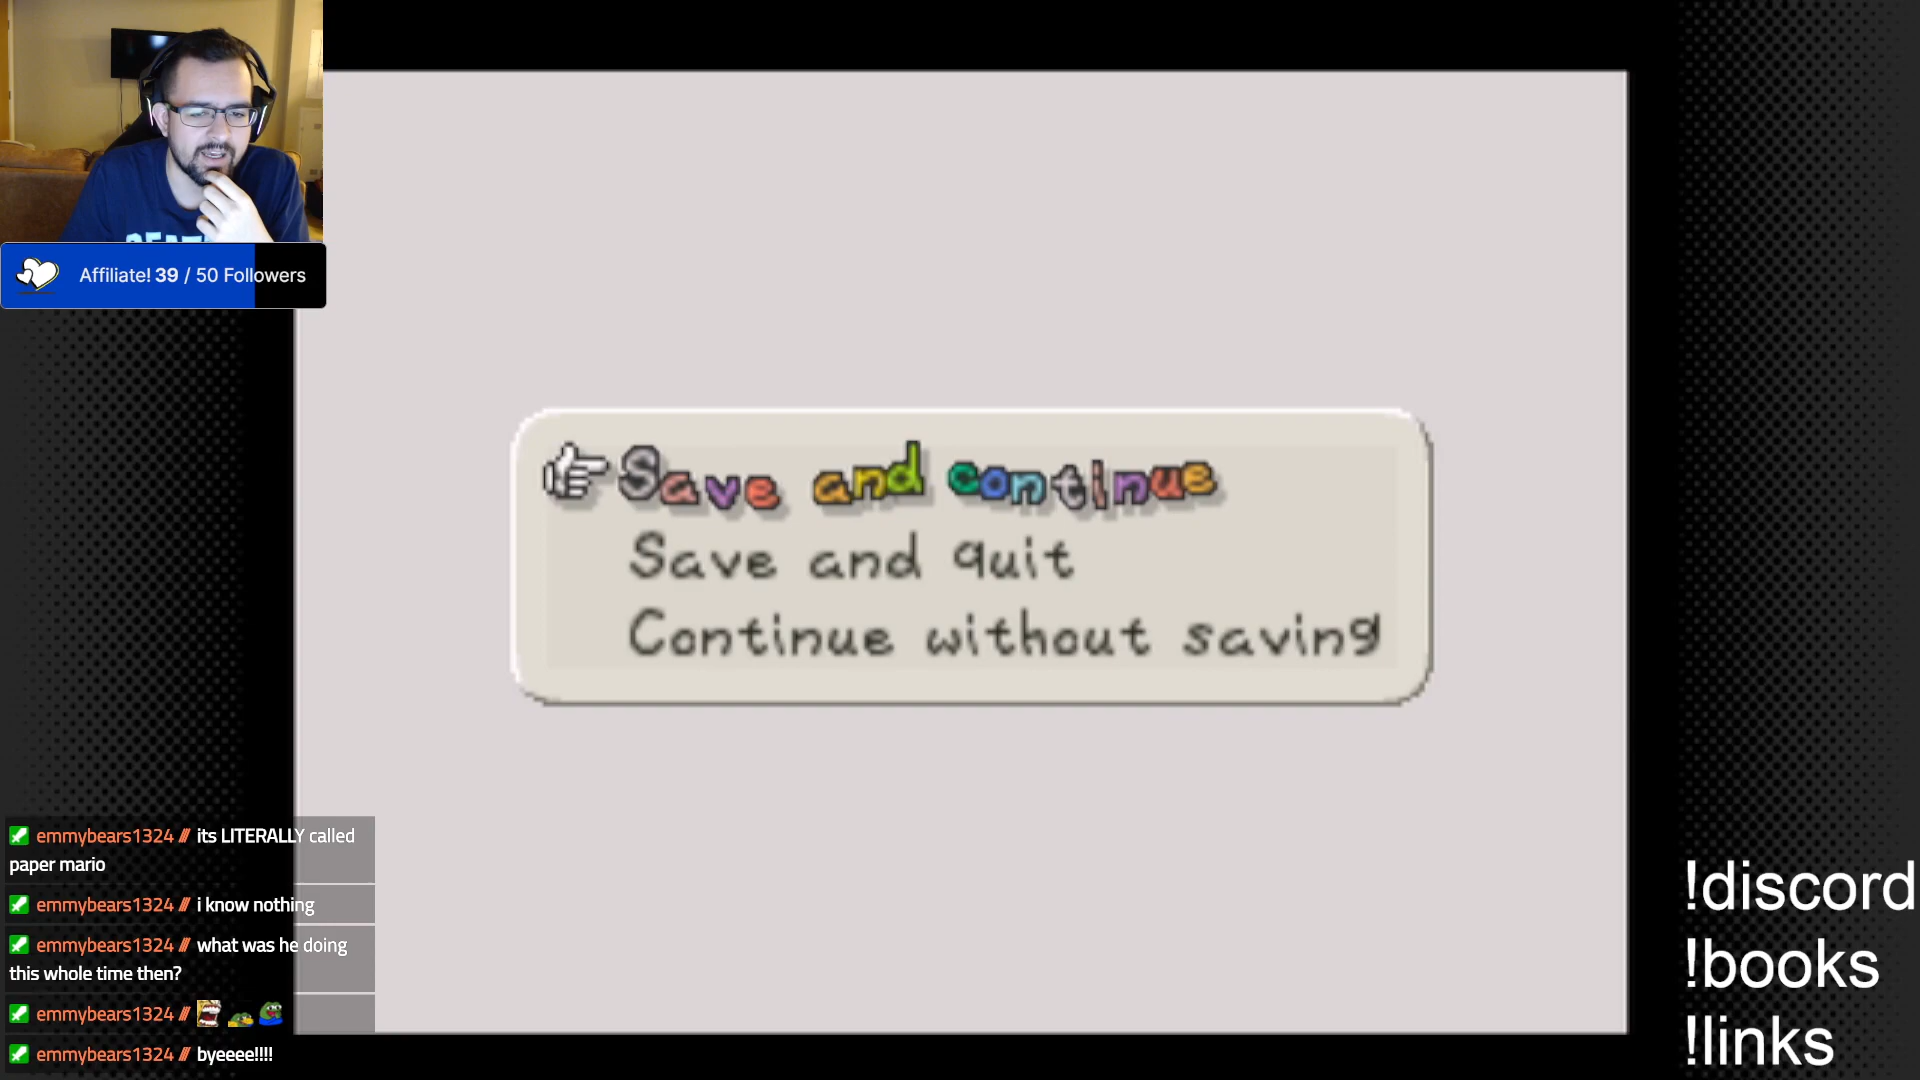 Affiliate! 39 / 50 Followers
Save and continue
Save and quit
Continue without saving
emmybears1324 /// its LITERALLY called
paper mario
emmybears1324 /// i know nothing
emmybears1324 /// what was he doing
this whole time then?
emmybears1324 ///
emmybears1324 /// byeeee!!!!
!discord
!books
!links